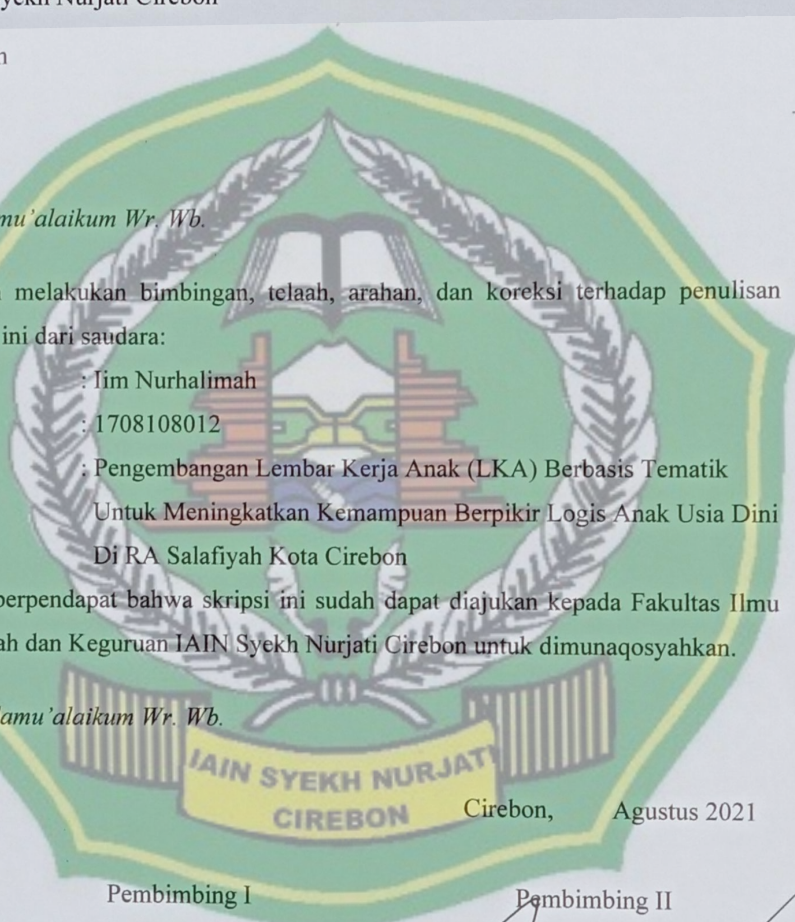 Syekh Nurjati Cirebon
mu'alaikum Wr. Wb.
melakukan bimbingan, telaah, arahan, dan koreksi terhadap penulisan
ini dari saudara:
: Iim Nurhalimah
: 1708108012
: Pengembangan Lembar Kerja Anak (LKA) Berbasis Tematik
Untuk Meningkatkan Kemampuan Berpikir Logis Anak Usia Dini
Di RA Salafiyah Kota Cirebon
berpendapat bahwa skripsi ini sudah dapat diajukan kepada Fakultas Ilmu
ah dan Keguruan IAIN Syekh Nurjati Cirebon untuk dimunaqosyahkan.
amu'alaikum Wr. Wb.
IAIN SYEKH NURJATI
CIREBON
Cirebon, Agustus 2021
Pembimbing I Pembimbing II